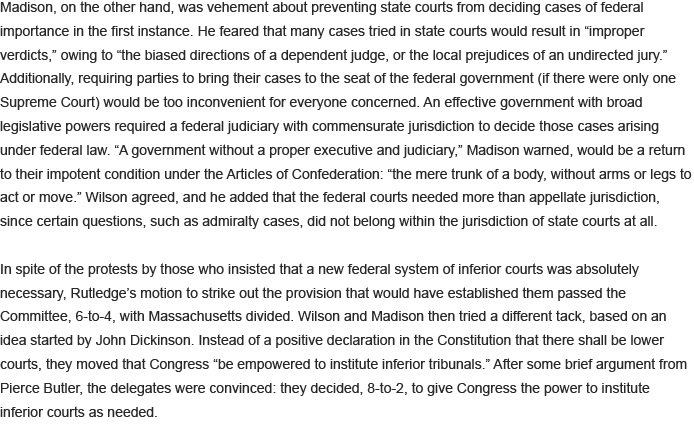 Madison, on the other hand, was vehement about preventing state courts from deciding cases of federal
importance in the first instance. He feared that many cases tried in state courts would result in “improper
verdicts,” owing to “the biased directions of a dependent judge, or the local prejudices of an undirected jury.”
Additionally, requiring parties to bring their cases to the seat of the federal government (if there were only one
Supreme Court) would be too inconvenient for everyone concerned. An effective government with broad
legislative powers required a federal judiciary with commensurate jurisdiction to decide those cases arising
under federal law. “A government without a proper executive and judiciary,” Madison warned, would be a return
to their impotent condition under the Articles of Confederation: “the mere trunk of a body, without arms or legs to
act or move.” Wilson agreed, and he added that the federal courts needed more than appellate jurisdiction,
since certain questions, such as admiralty cases, did not belong within the jurisdiction of state courts at all.
In spite of the protests by those who insisted that a new federal system of inferior courts was absolutely
necessary, Rutledge’s motion to strike out the provision that would have established them passed the
Committee, 6-to-4, with Massachusetts divided. Wilson and Madison then tried a different tack, based on an
idea started by John Dickinson. Instead of a positive declaration in the Constitution that there shall be lower
courts, they moved that Congress “be empowered to institute inferior tribunals.” After some brief argument from
Pierce Butler, the delegates were convinced: they decided, 8-to-2, to give Congress the power to institute
inferior courts as needed.